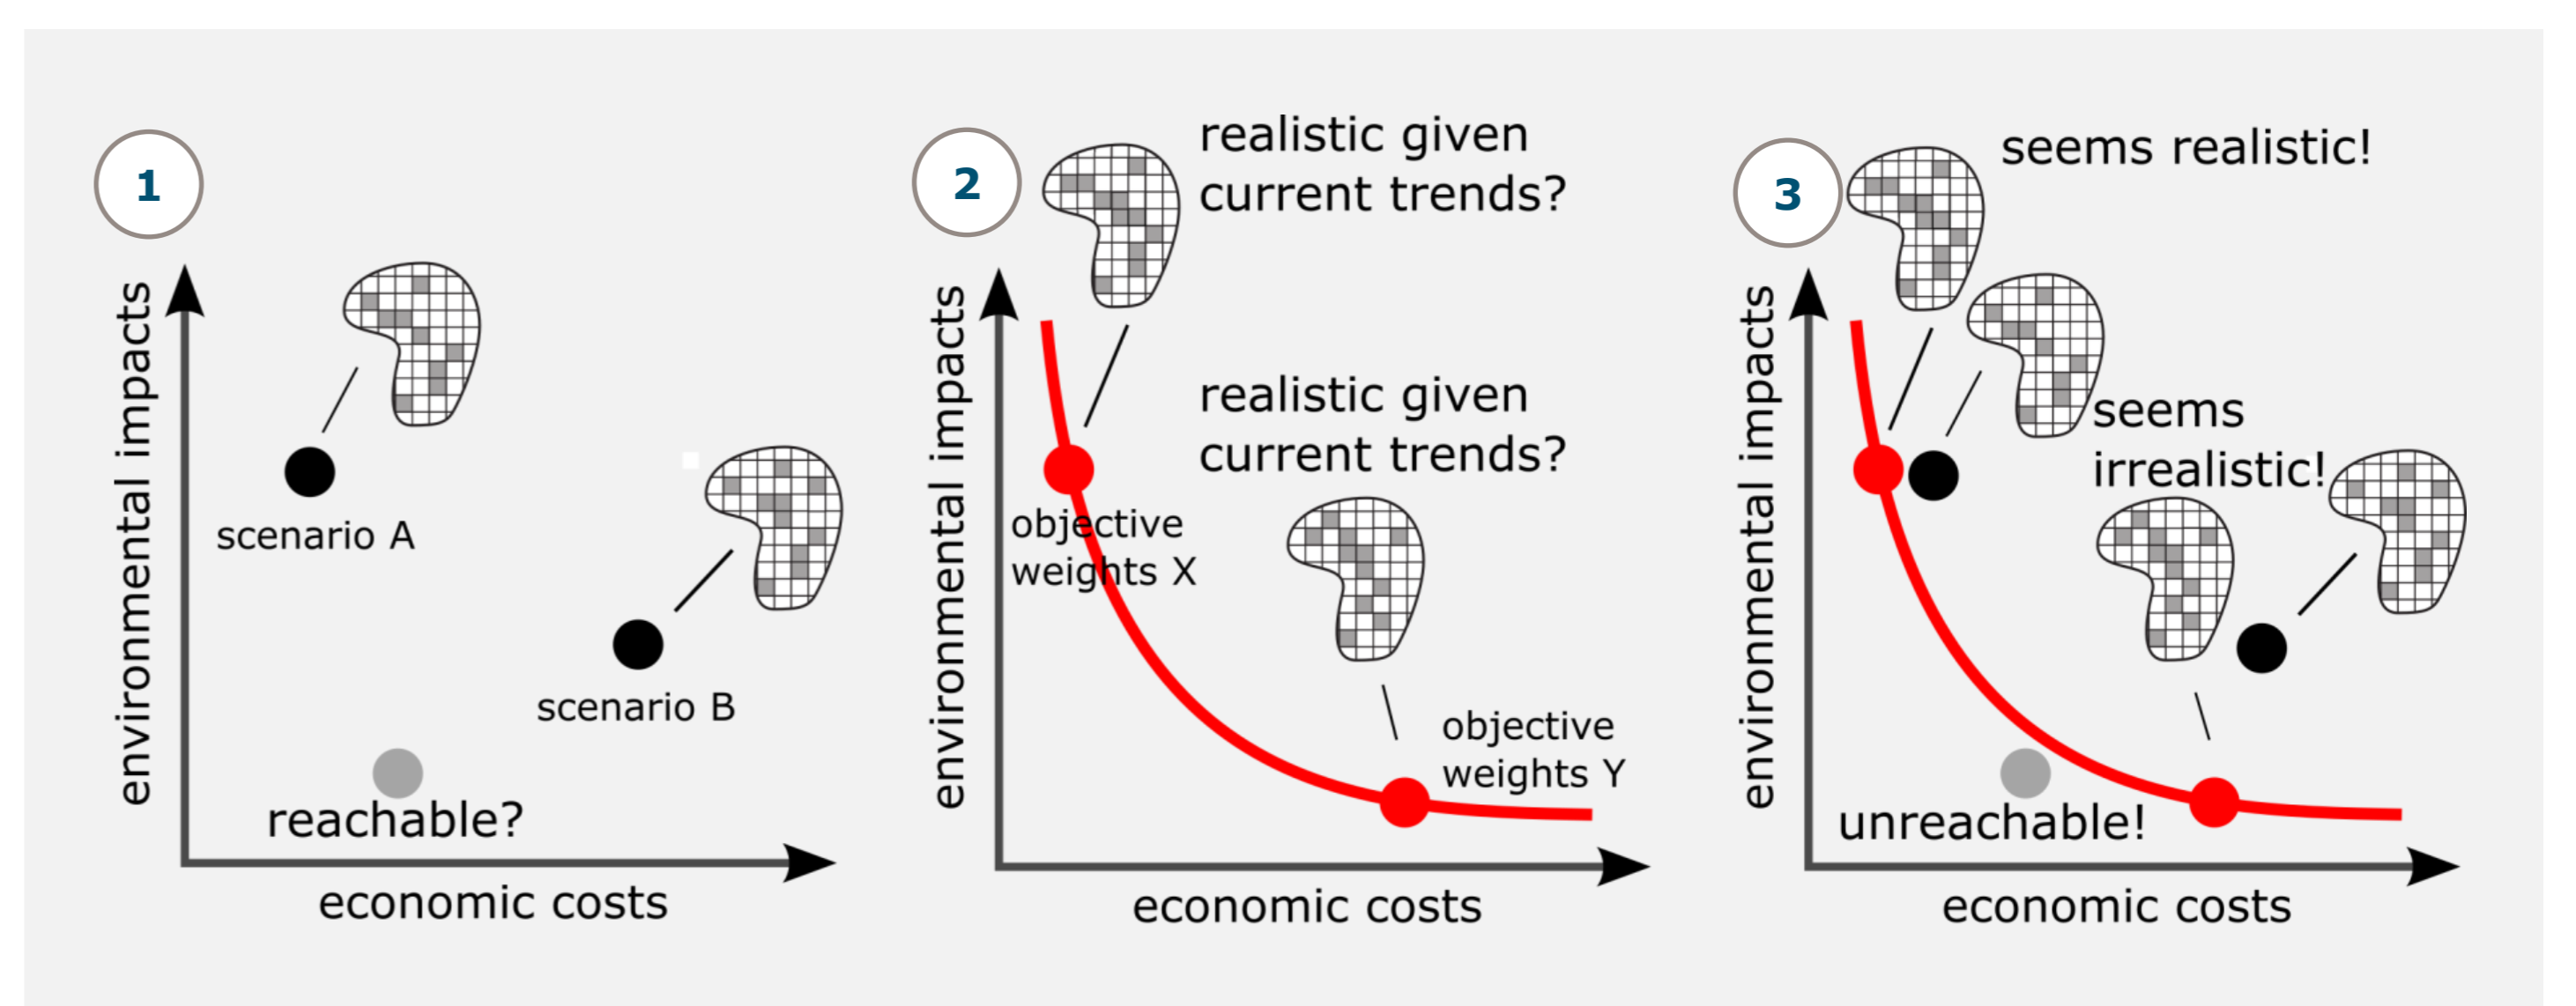 1
environmental impacts
scenario A
scenario B
reachable?
economic costs
2
realistic given
current trends?
realistic given
current trends?
environmental impacts
objective
weights X
objective
weights Y
economic costs
3
seems realistic!
seems
irrealistic!
environmental impacts
unreachable!
economic costs